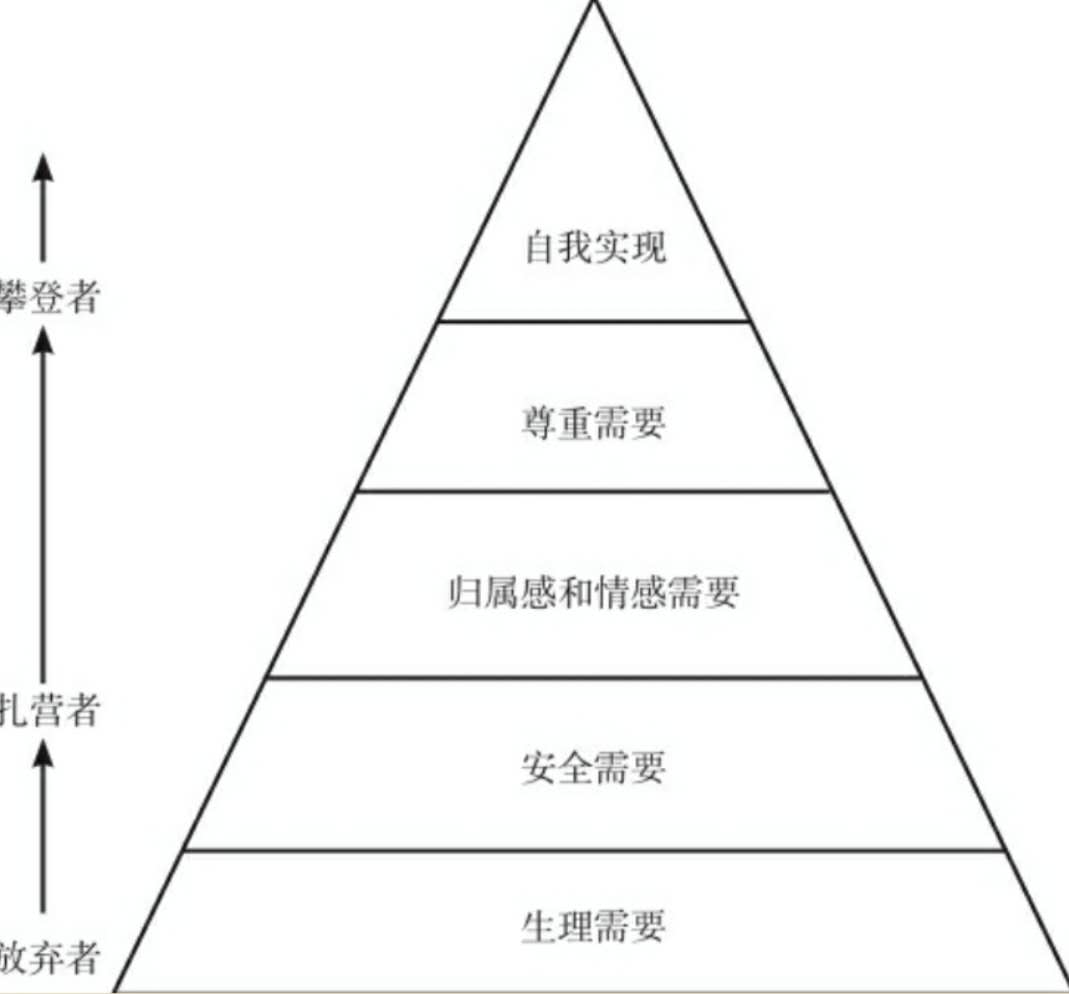 自我实现
攀登者
尊重需要
归属感和情感需要
扎营者
安全需要
生理需要
放弃者